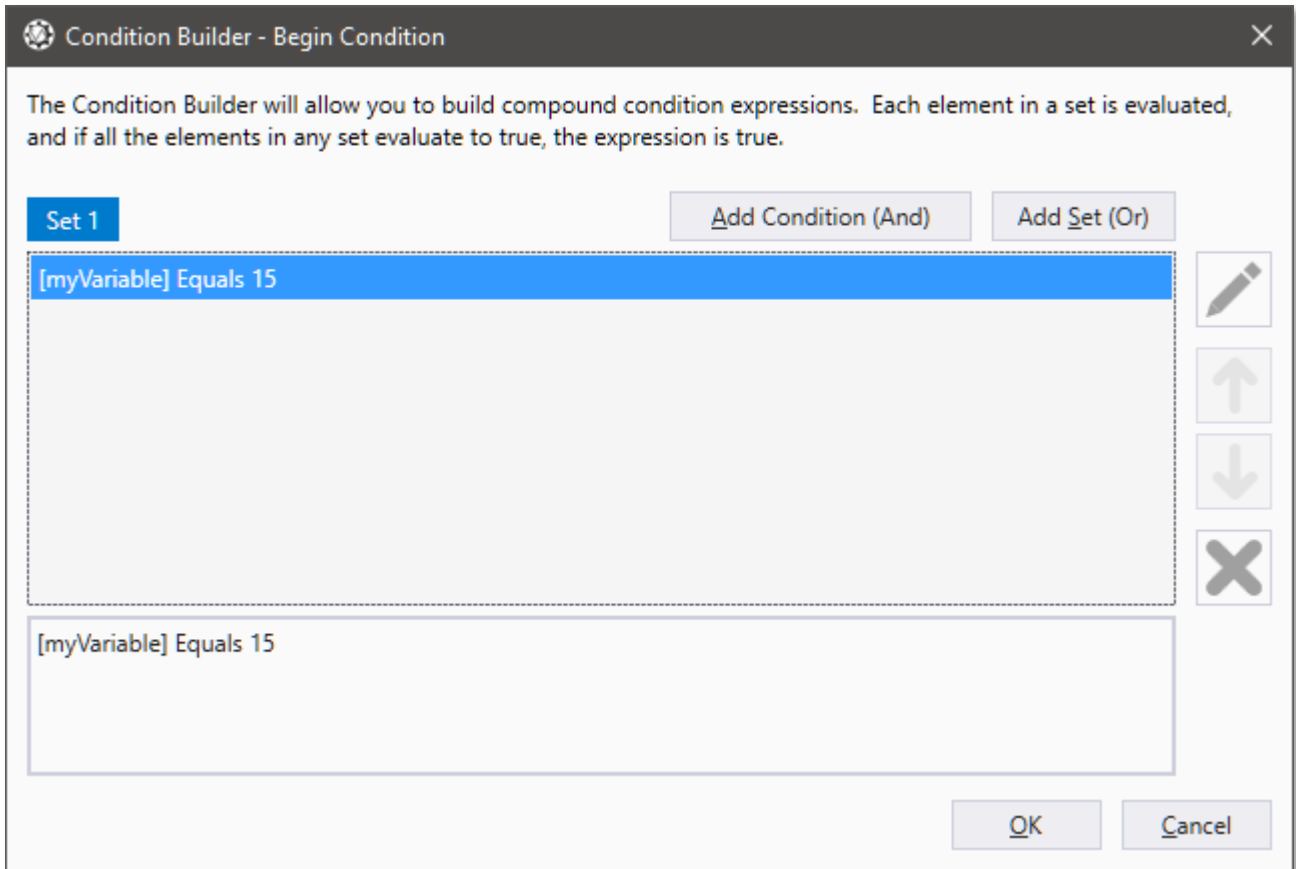 Condition Builder - Begin Condition
The Condition Builder will allow you to build compound condition expressions.  Each element in a set is evaluated,
and if all the elements in any set evaluate to true, the expression is true.
Set 1
Add Condition (And)
Add Set (Or)
[myVariable] Equals 15
[myVariable] Equals 15
OK
Cancel